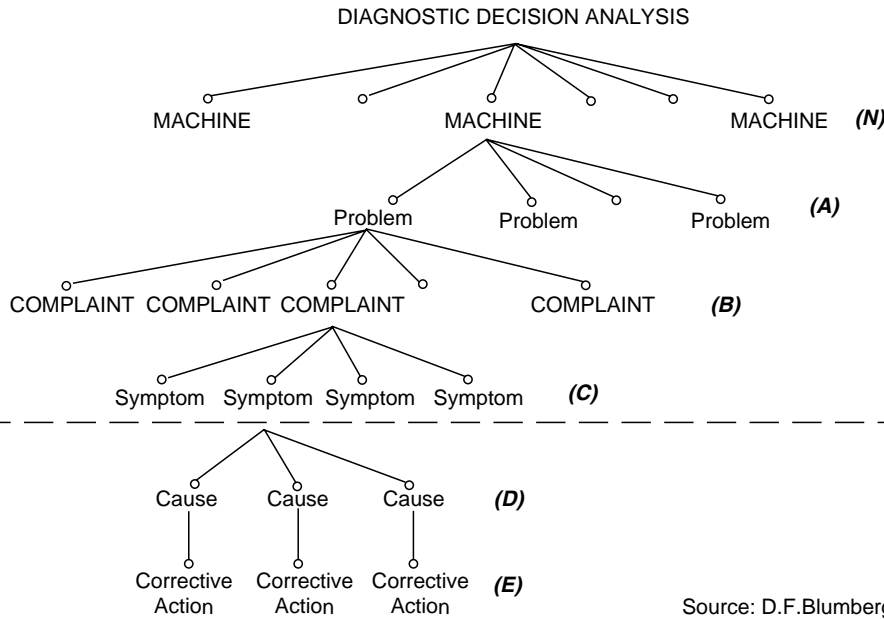 DIAGNOSTIC DECISION ANALYSIS
MACHINE MACHINE MACHINE (N)
Problem Problem Problem (A)
COMPLAINT COMPLAINT COMPLAINT COMPLAINT (B)
Symptom Symptom Symptom Symptom (C)
Cause Cause Cause (D)
Corrective Corrective Corrective (E)
Action Action Action
Source: D.F.Blumberg